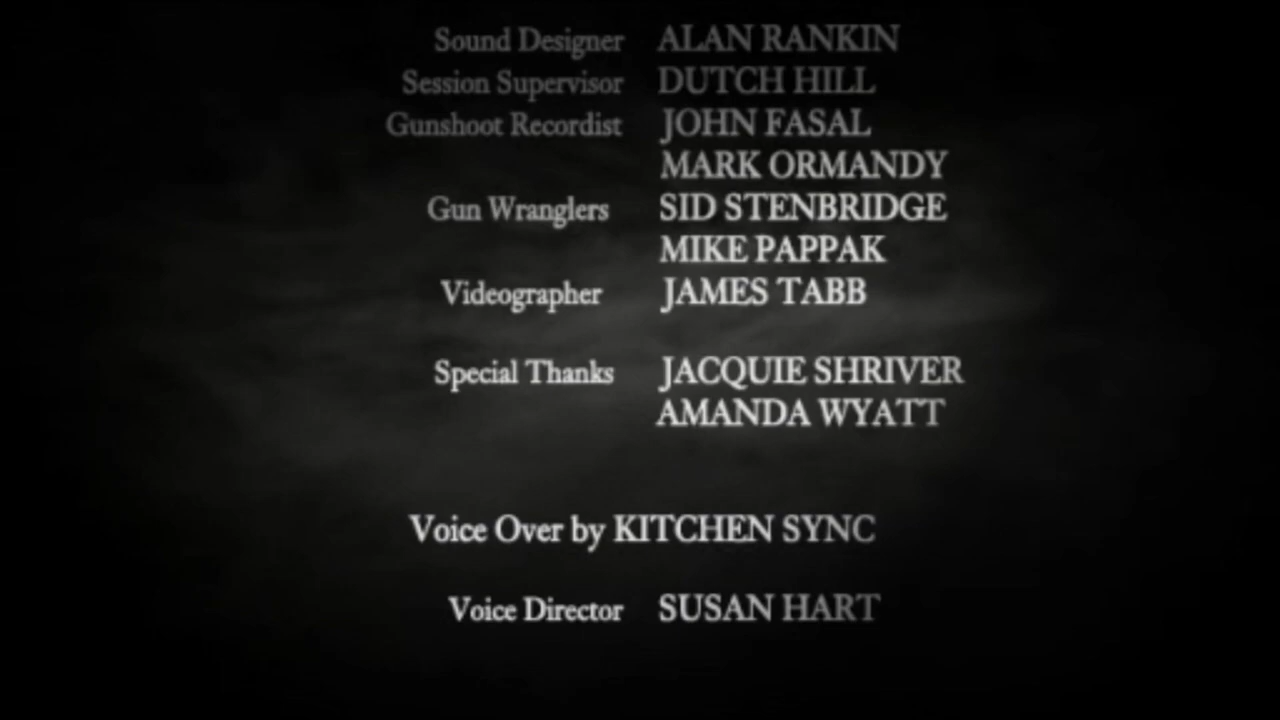 Sound Designer ALAN RANKIN
Session Supervisor DUTCH HILL
Gunshoot Recordist JOHN FASAL
MARK ORMANDY
Gun Wranglers SID STENBRIDGE
MIKE PAPPAK
Videographer JAMES TABB
Special Thanks JACQUIE SHRIVER
AMANDA WYATT
Voice Over by KITCHEN SYNC
Voice Director SUSAN HART